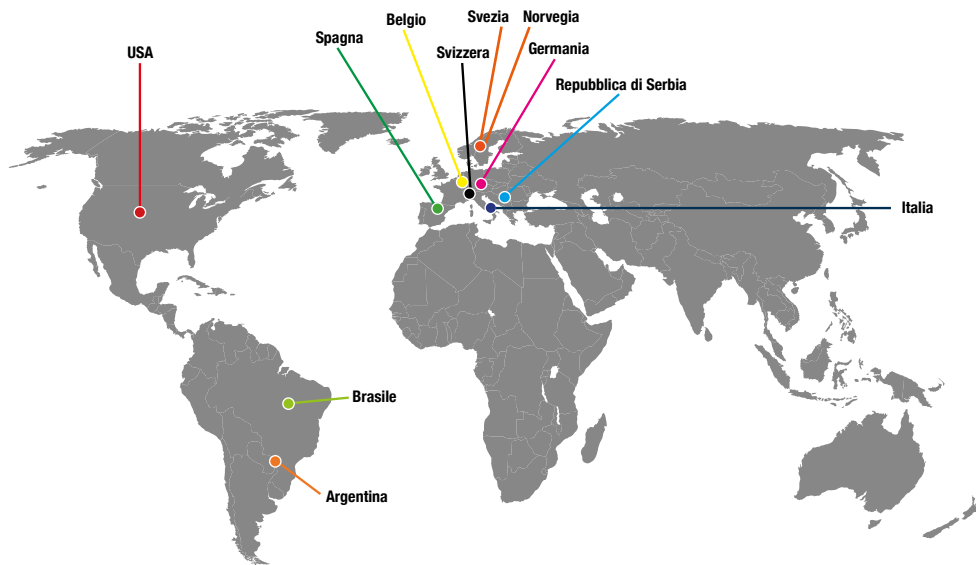 Belgio
Svezia
Norvegia
Spagna
USA
Svizzera
Germania
Repubblica di Serbia
Italia
Brasile
Argentina